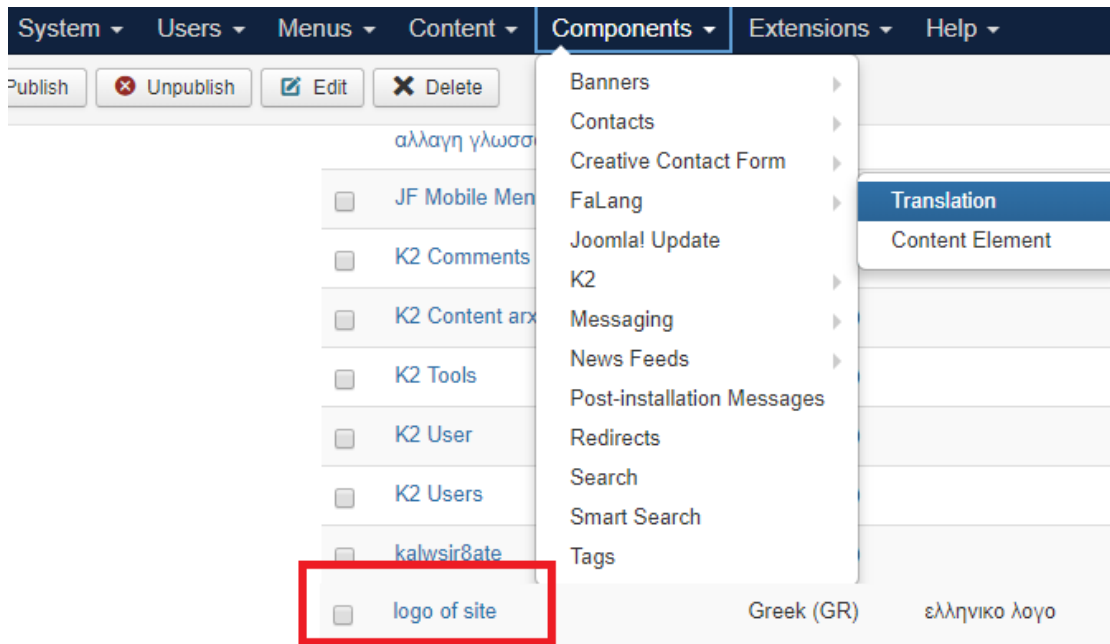 System Users Menus Content Components Extensions Help
Publish Unpublish Edit Delete
αλλαγη γλωσσ
JF Mobile Men
K2 Comments
K2 Content arx
K2 Tools
K2 User
K2 Users
kalwsir8ate
logo of site Greek (GR) ελληνικο λογο
Banners
Contacts
Creative Contact Form
FaLang
Joomla! Update
K2
Messaging
News Feeds
Post-installation Messages
Redirects
Search
Smart Search
Tags
Translation
Content Element